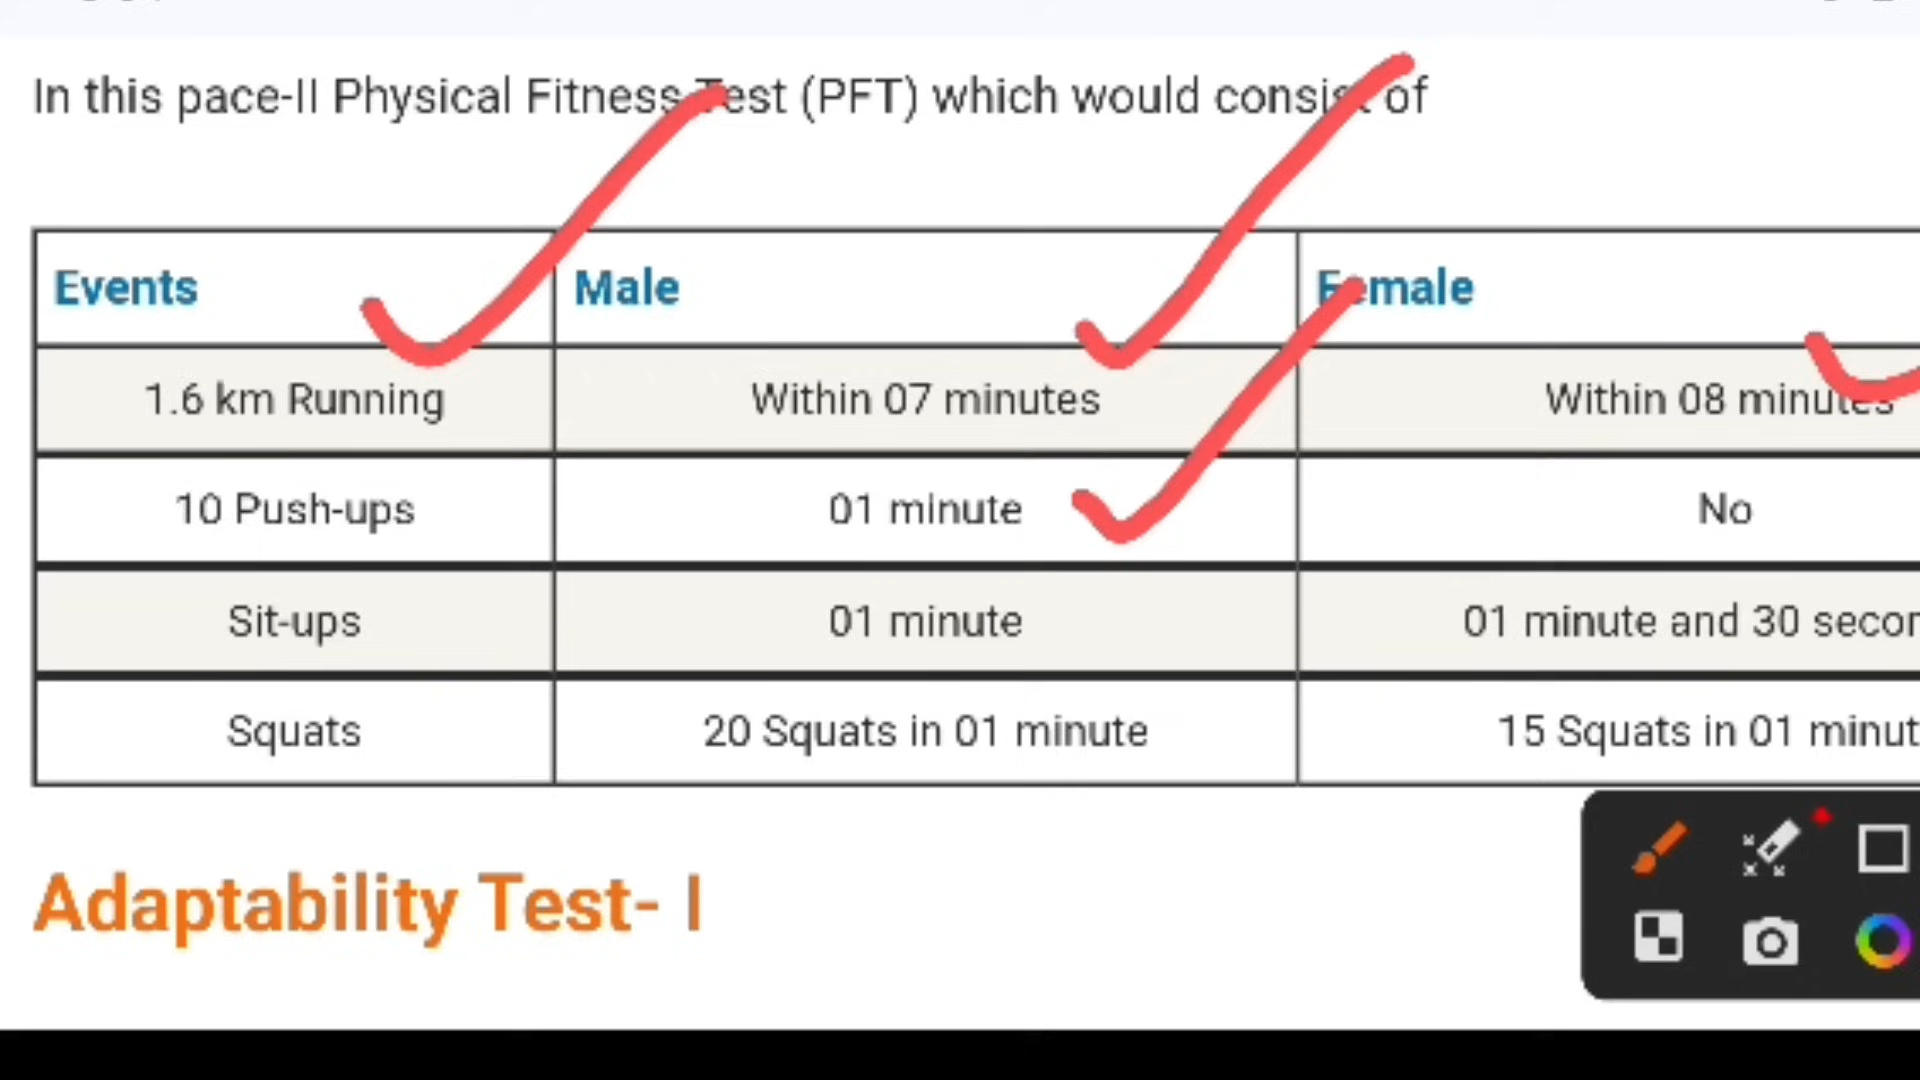 In this pace-II Physical Fitness Test (PFT) which would consist of
Events Male Female
1.6 km Running Within 07 minutes Within 08 minutes
10 Push-ups 01 minute No
Sit-ups 01 minute 01 minute and 30 secon
Squats 20 Squats in 01 minute 15 Squats in 01 minut
Adaptability Test- I